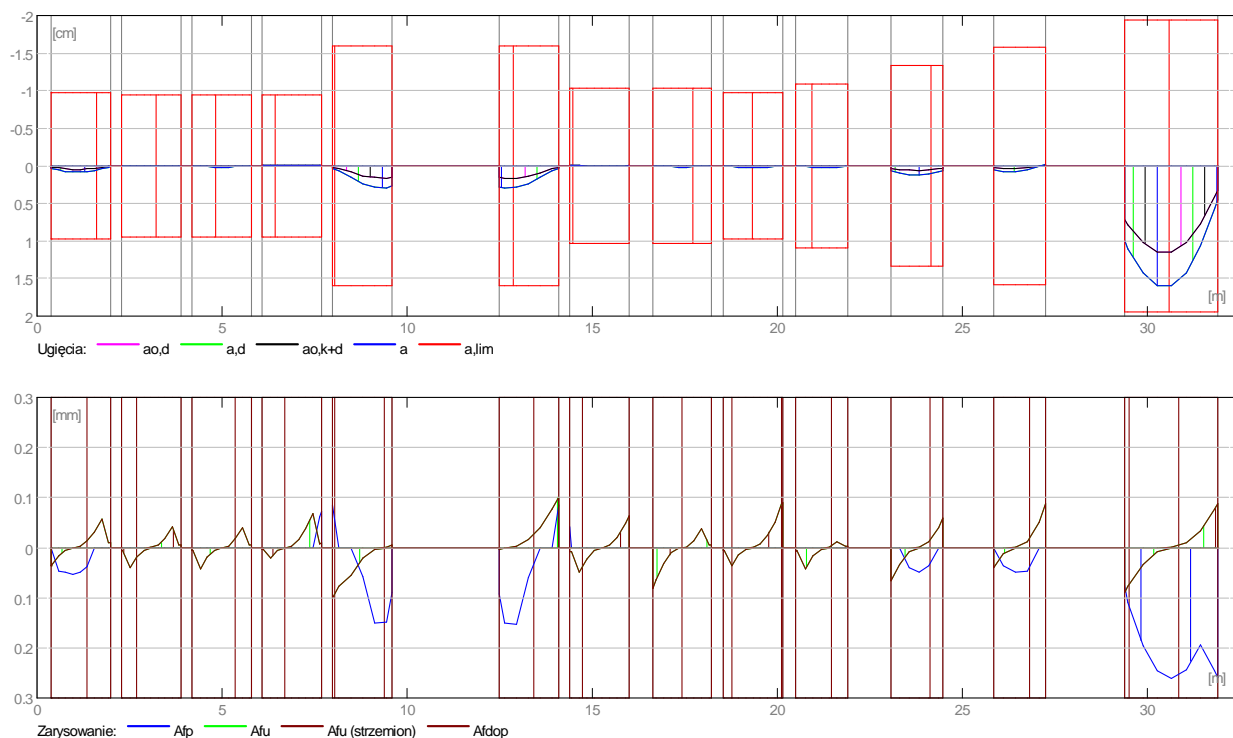 -2
[cm]
-1.5
-1
-0.5
0
0.5
1
1.5
[m]
2
0 5 10 15 20 25 30
Ugięcia: ao,d a,d ao,k+d a a,lim
0.3
[mm]
0.2
0.1
0
0.1
0.2
[m]
0.3
0 5 10 15 20 25 30
Zarysowanie: Afp Afu Afu (strzemion) Afdop